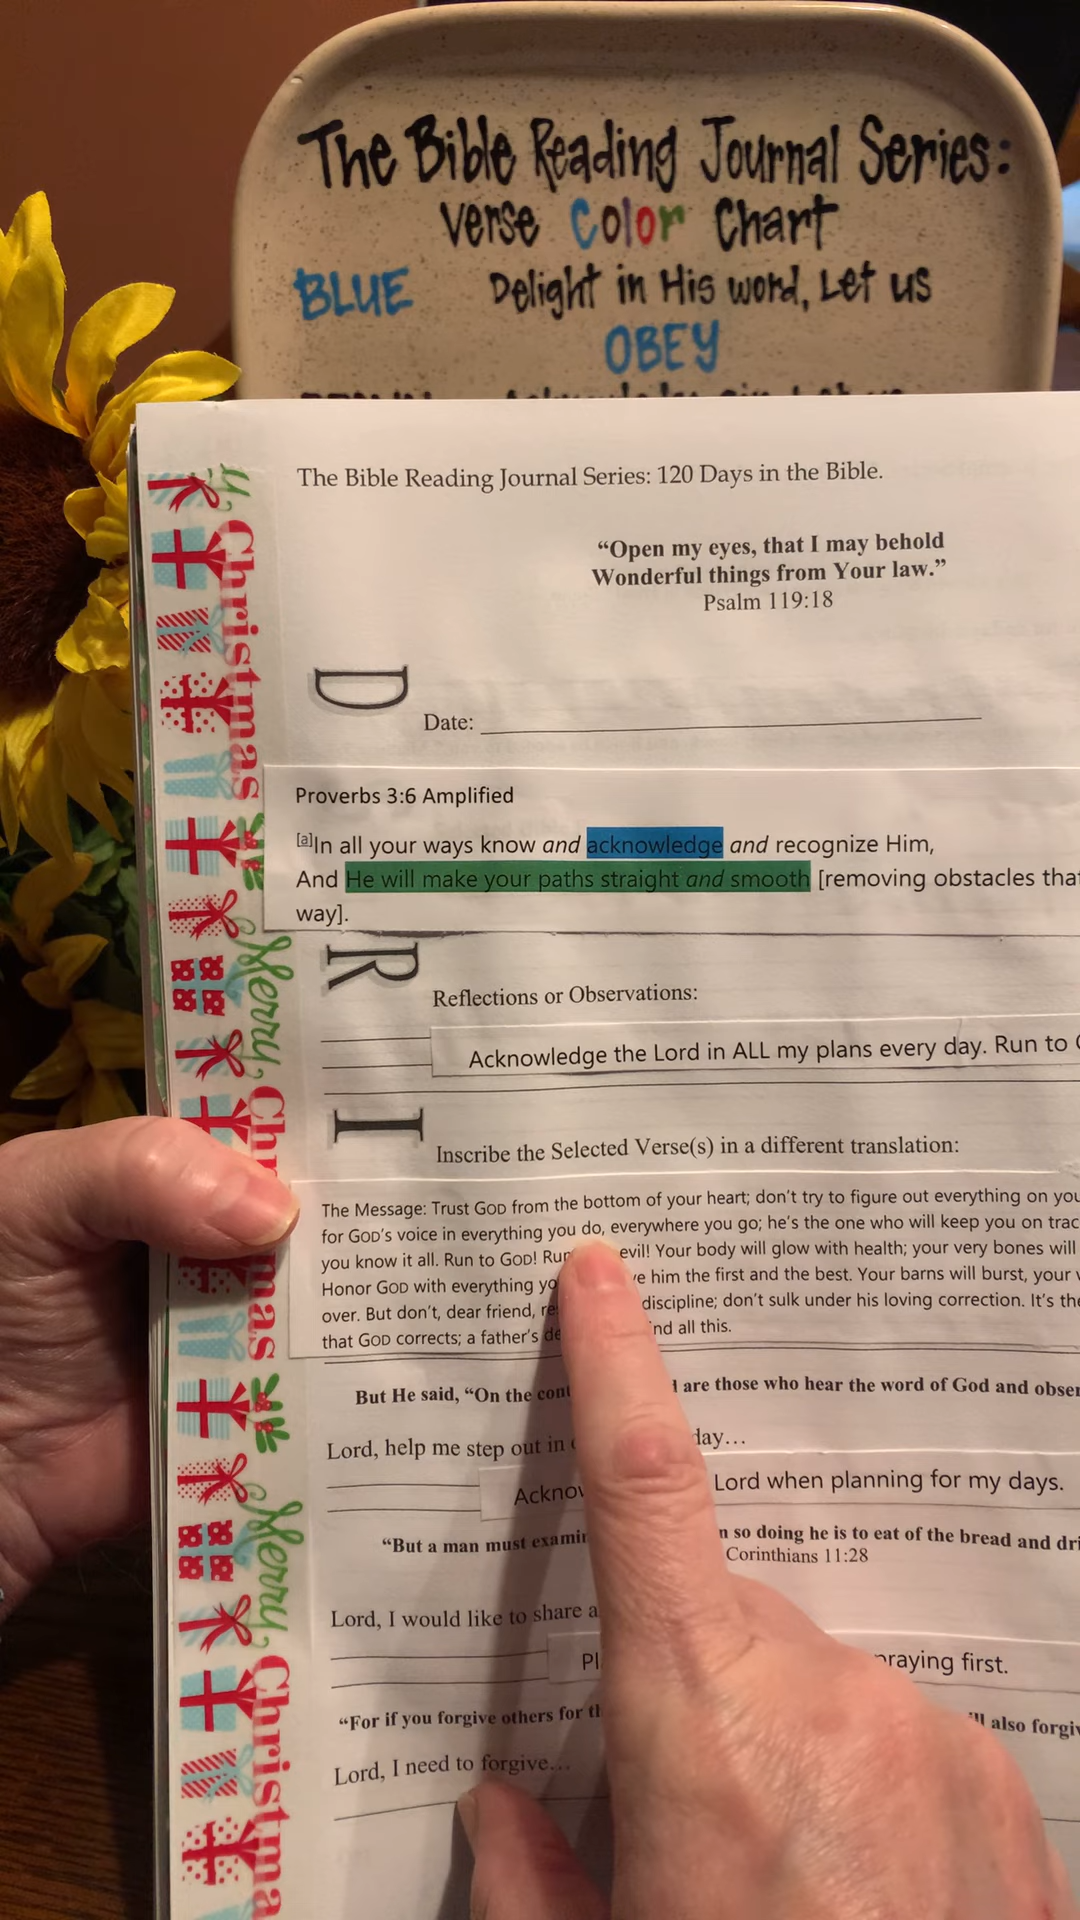 The Bible Reading Journal Series:
Verse Color Chart
BLUE Delight in His word, Let us
OBEY
The Bible Reading Journal Series: 120 Days in the Bible.
“Open my eyes, that I may behold
Wonderful things from Your law.”
Psalm 119:18
D
Date:
Proverbs 3:6 Amplified
[a]In all your ways know and acknowledge and recognize Him,
And He will make your paths straight and smooth [removing obstacles that
way].
R
Reflections or Observations:
Acknowledge the Lord in ALL my plans every day. Run to
I
Inscribe the Selected Verse(s) in a different translation:
The Message: Trust GOD from the bottom of your heart; don’t try to figure out everything on
for GOD’s voice in everything you do, everywhere you go; he’s the one who will keep you on
you know it all. Run to GOD! Run evil! Your body will glow with health; your very bones will
Honor GOD with everything him the first and the best. Your barns will burst, your
over. But don’t, dear friend, discipline; don’t sulk under his loving correction. It’s the
that GOD corrects; a father’s all this.
But He said, “On the are those who hear the word of God and
Lord, help me step out in
Lord when planning for my days.
“But a man must so doing he is to eat of the bread and
Corinthians 11:28
Lord, I would like to share
praying first.
“For if you forgive others for also
Lord, I need to forgive...
Christmas
Merry
Christmas
Merry